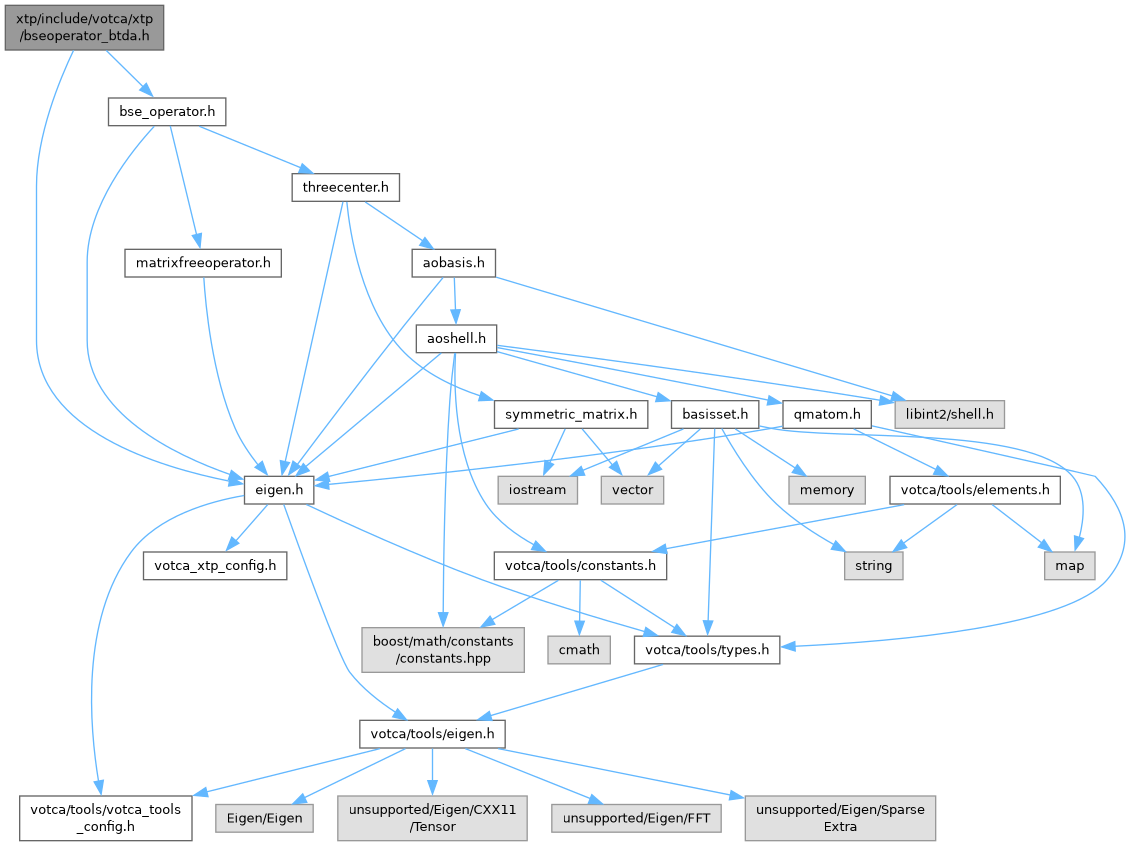 xtp/include/votca/xtp
/bseoperator_btda.h
bse_operator.h
threecenter.h
matrixfreeoperator.h
aobasis.h
aoshell.h
symmetric_matrix.h
basisset.h
qmatom.h
libint2/shell.h
eigen.h
iostream
vector
memory
votca/tools/elements.h
votca_xtp_config.h
votca/tools/constants.h
string
map
boost/math/constants
/constants.hpp
cmath
votca/tools/types.h
votca/tools/eigen.h
votca/tools/votca_tools
_config.h
Eigen/Eigen
unsupported/Eigen/CXX11
/Tensor
unsupported/Eigen/FFT
unsupported/Eigen/Sparse
Extra